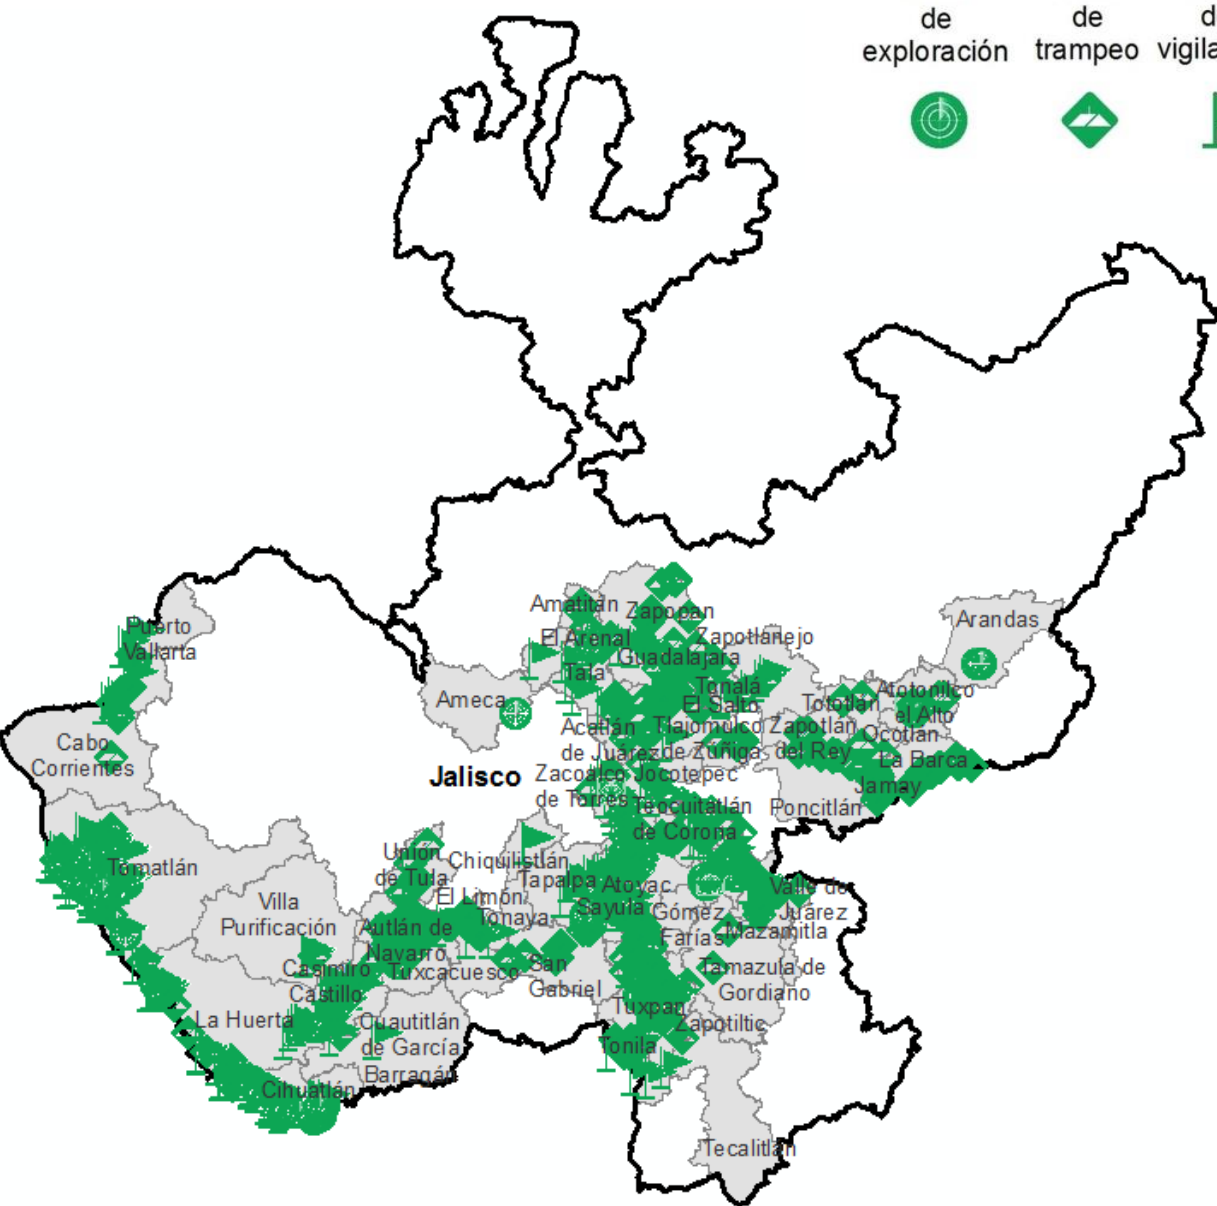 de
exploración
de
trampeo
Amatitán
Zapopan
Arandas
Puerto
Vallarta
El Arenal
Zapotlanejo
Guadalajara
Tala
Tonalá
Ameca
El Salto
Tototlán
Atotonilco
el Alto
Acatlán
de Juárez
Tlajomulco
de Zúñiga
Zapotlán
del Rey
Ocotlán
Cabo
Corrientes
La Barca
Jalisco
Zacoalco
de Torres
Jocotepec
Jamay
Teocuitatlán
de Corona
Poncitlán
Unión
de Tula
Chiquilistlán
Tomatlán
Tapalpa
Atoyac
Valle de
Juárez
El Limón
Villa
Purificación
Sayula
Gómez
Farías
Tonaya
Autlán de
Navarro
Mazamitla
Casimiro
Castillo
Tuxcacuesco
San
Gabriel
Tamazula de
Gordiano
La Huerta
Tuxpan
Cuautitlán
de García
Barragán
Zapotiltic
Tonila
Cihuatlán
Tecalitlán